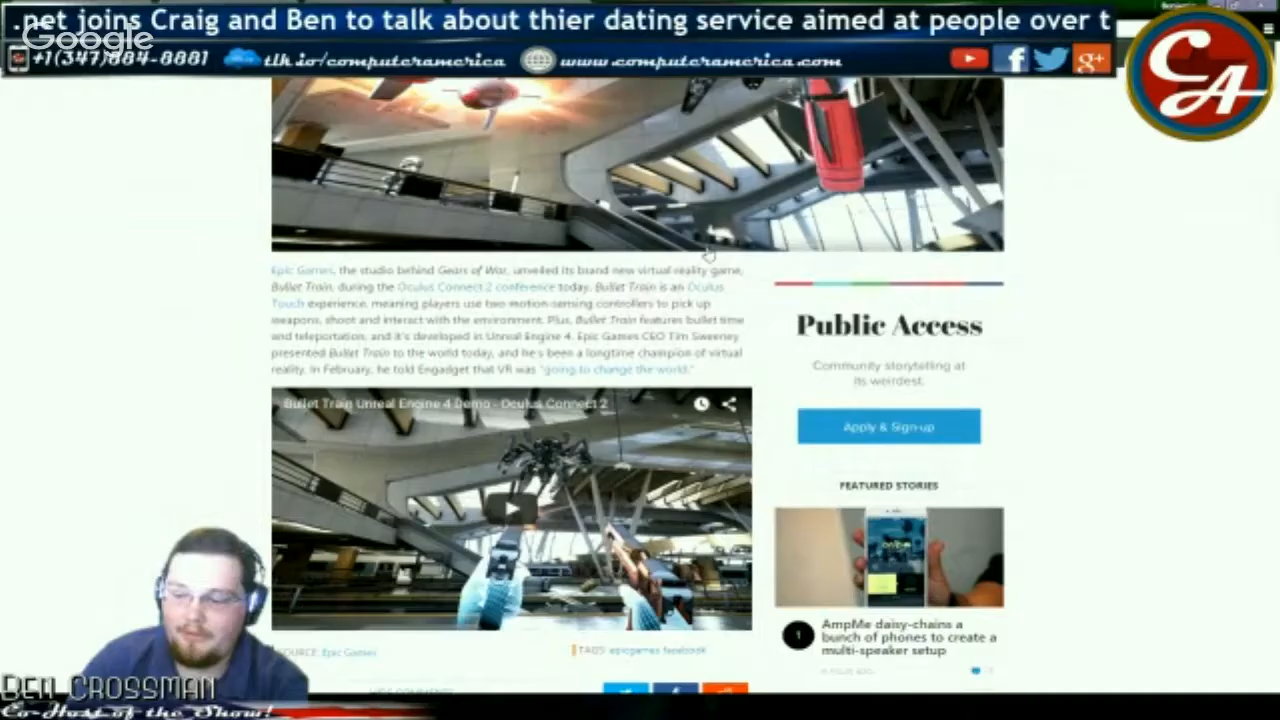 .net joins Craig and Ben to talk about thier dating service aimed at people over t
Google
+1(347)884-8881 tlk.io/computeramerica www.computeramerica.com
CA
Epic Games, the studio behind Gears of War, unveiled its brand new virtual reality game,
Bullet Train, during the Oculus Connect 2 conference today. Bullet Train is an Oculus
Touch experience, meaning players use two motion-sensing controllers to pick up
weapons, shoot and interact with the environment. Plus, Bullet Train features bullet time
and teleportation, and it's developed in Unreal Engine 4. Epic Games CEO Tim Sweeney
presented Bullet Train to the world today, and he's been a longtime champion of virtual
reality. In February, he told Engadget that VR was "going to change the world."
Bullet Train Unreal Engine 4 Demo - Oculus Connect 2
SOURCE: Epic Games
TAGS: epicgames facebook
Public Access
Community storytelling at
its weirdest.
Apply & Sign-up
FEATURED STORIES
1
AmpMe daisy-chains a
bunch of phones to create a
multi-speaker setup
BEN CROSSMAN
Co-Host of the Show!